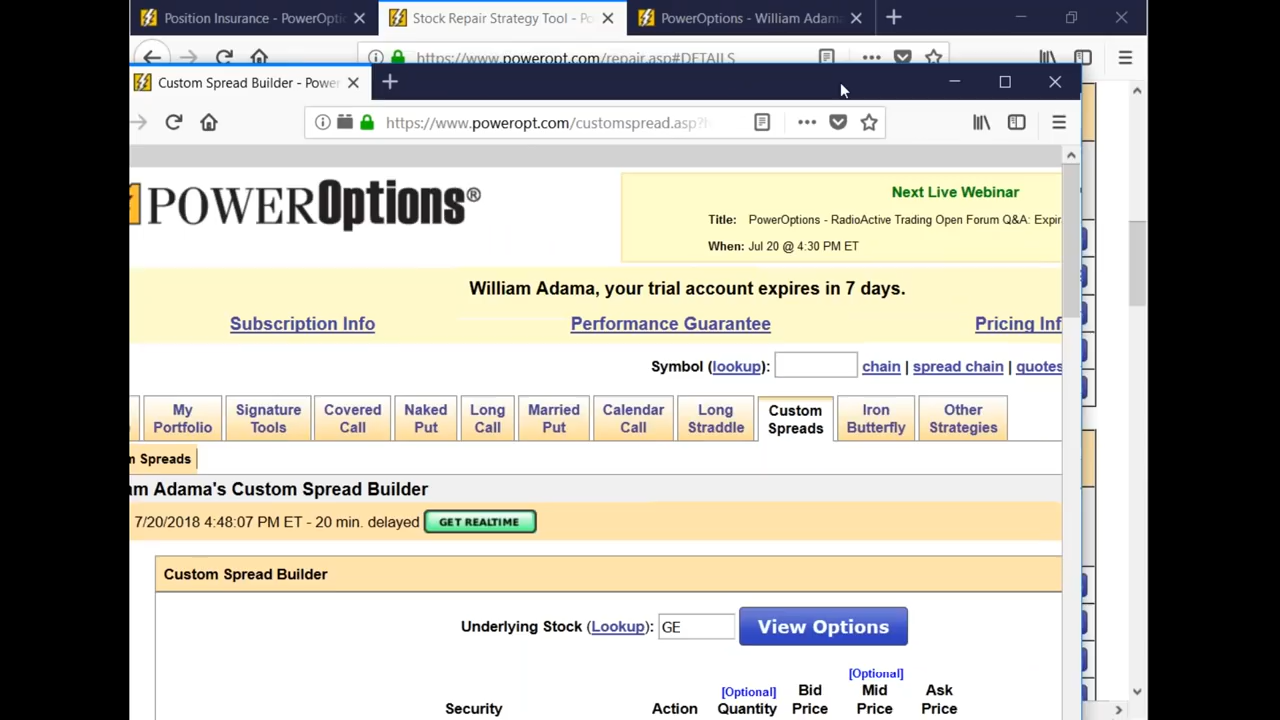 Position Insurance - PowerOptio
Stock Repair Strategy Tool - Po
PowerOptions - William Adama
https://www.poweropt.com/repair.asp#DETAILS
Custom Spread Builder - Power
https://www.poweropt.com/customspread.asp?
POWEROptions®
Next Live Webinar
Title: PowerOptions - RadioActive Trading Open Forum Q&A: Expir
When: Jul 20 @ 4:30 PM ET
William Adama, your trial account expires in 7 days.
Subscription Info
Performance Guarantee
Pricing Inf
Symbol (lookup): chain | spread chain | quotes
My Portfolio
Signature Tools
Covered Call
Naked Put
Long Call
Married Put
Calendar Call
Long Straddle
Custom Spreads
Iron Butterfly
Other Strategies
m Spreads
am Adama's Custom Spread Builder
7/20/2018 4:48:07 PM ET - 20 min. delayed GET REALTIME
Custom Spread Builder
Underlying Stock (Lookup): GE View Options
Security
Action
[Optional] Quantity
Bid Price
[Optional] Mid Price
Ask Price